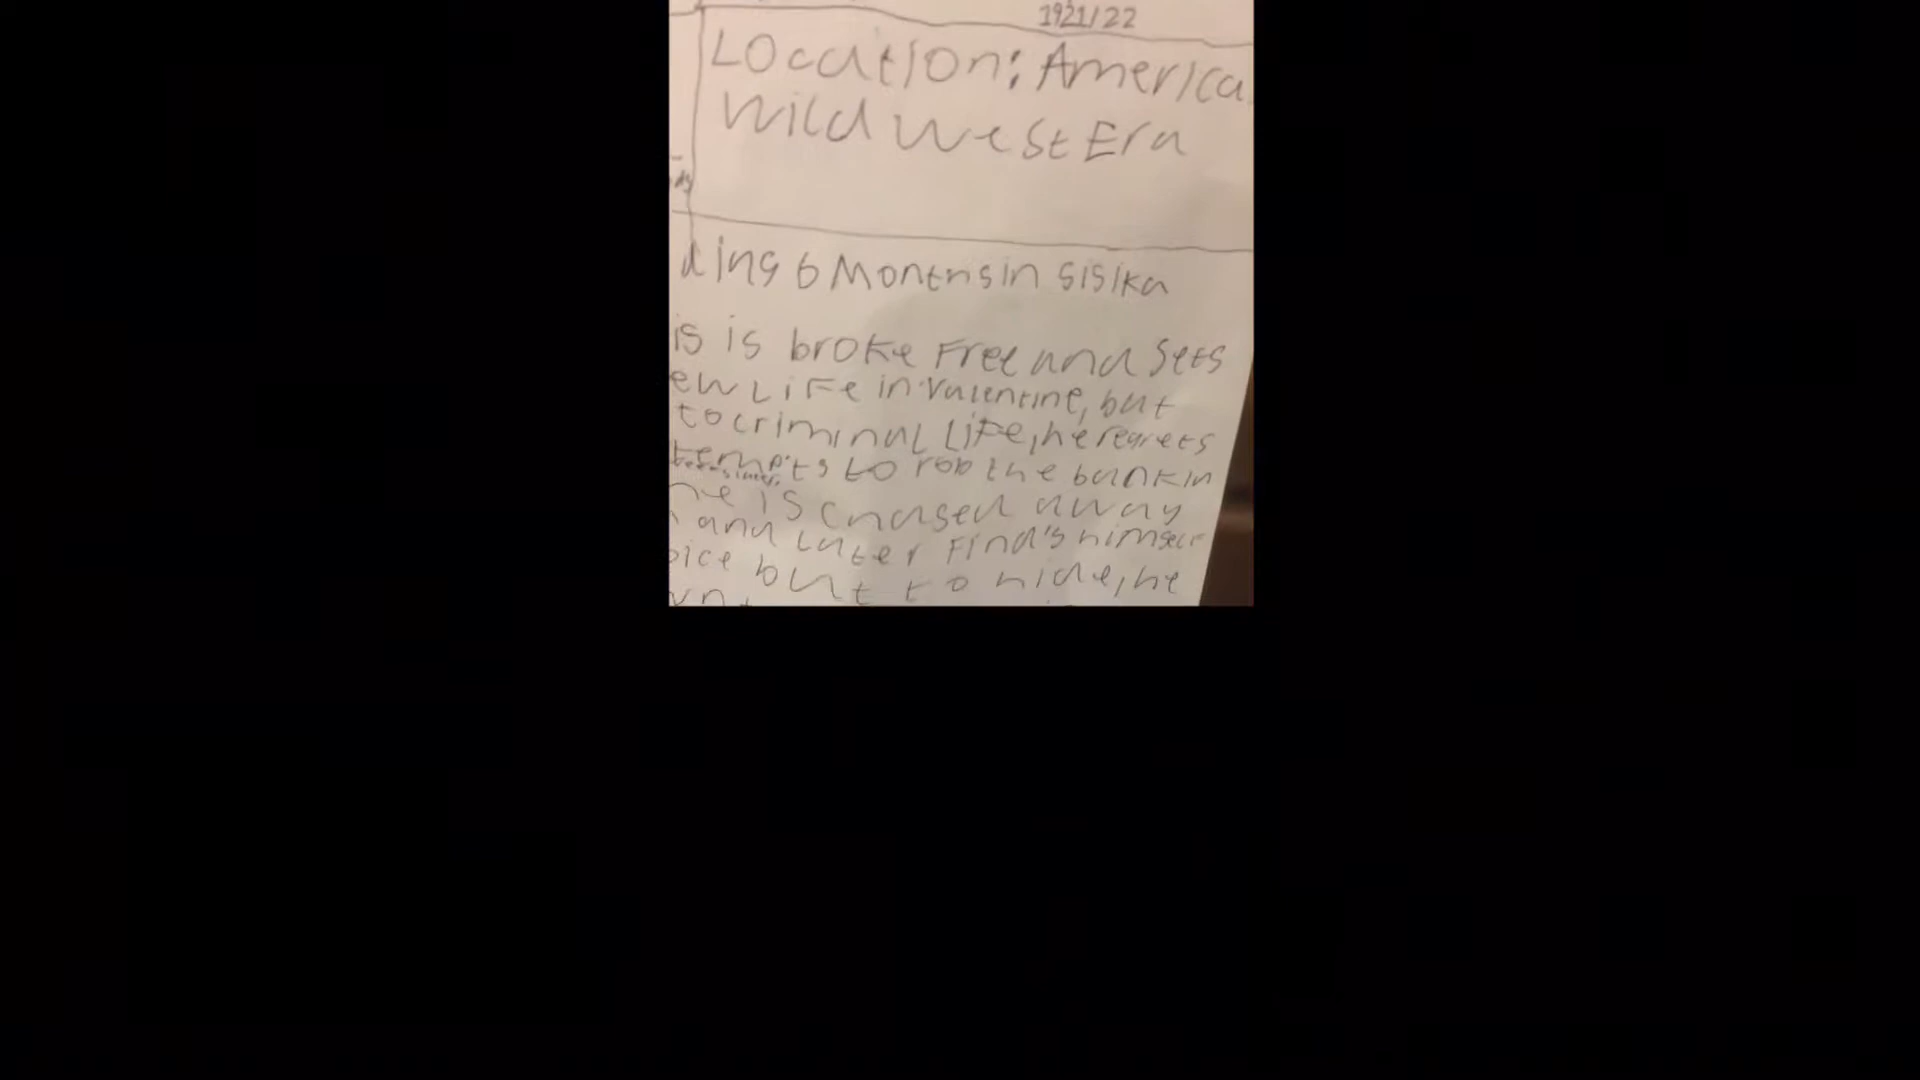 1921/22
Location: America
Wild West Era
ding 6 Months in Sisika
is is broke Free and Sets
ew LiFe in Valentine, but
to criminal LiFe, he regrets
tempts to rob the bank in
he is chased away
and Later Find's himself
oice but to hide, he